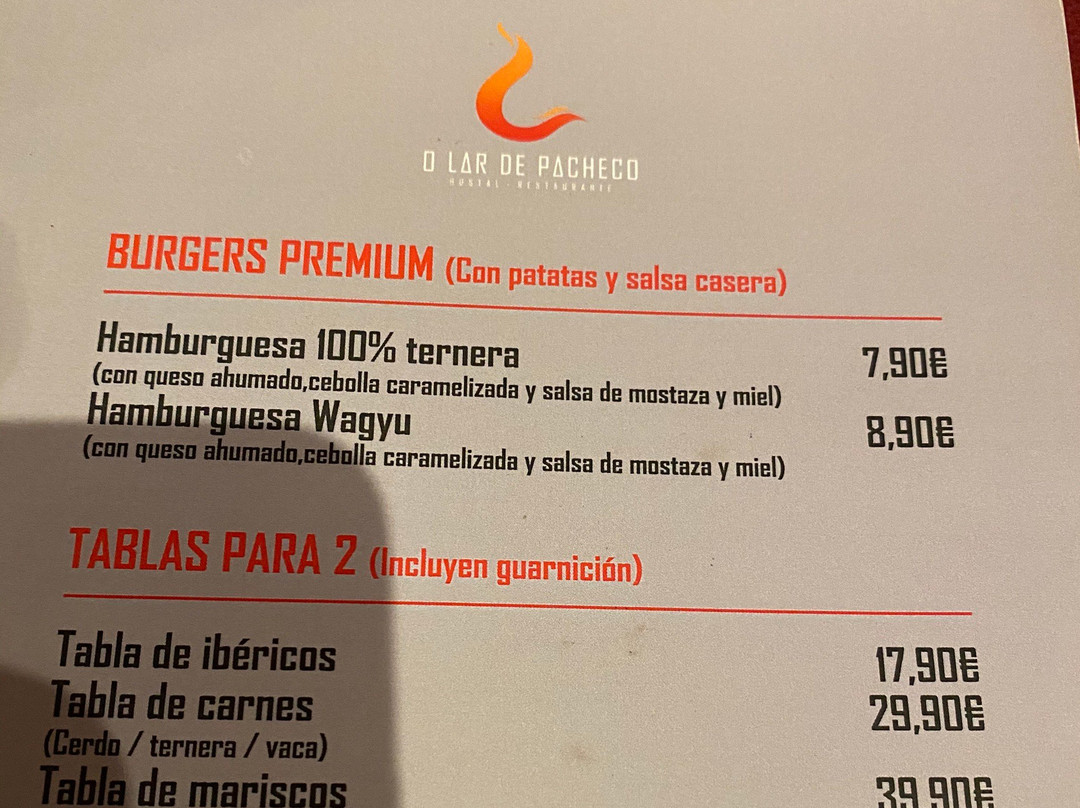 O LAR DE PACHECO
HOSTAL - RESTAURANTE
BURGERS PREMIUM (Con patatas y salsa casera)
Hamburguesa 100% ternera 7,90€
(con queso ahumado,cebolla caramelizada y salsa de mostaza y miel)
Hamburguesa Wagyu 8,90€
(con queso ahumado,cebolla caramelizada y salsa de mostaza y miel)
TABLAS PARA 2 (Incluyen guarnición)
Tabla de ibéricos 17,90€
Tabla de carnes 29,90€
(Cerdo / ternera / vaca)
Tabla de mariscos 39,90€